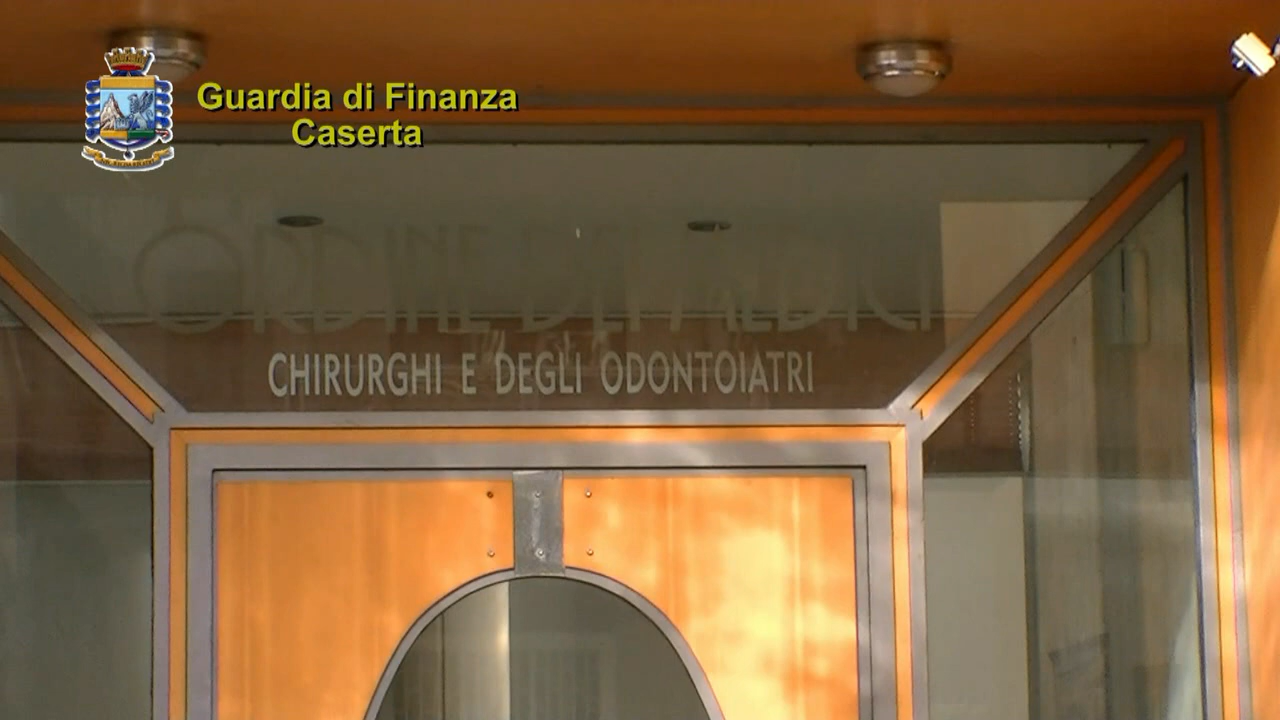 Guardia di Finanza
Caserta
ORDINE DEI MEDICI
CHIRURGHI E DEGLI ODONTOIATRI